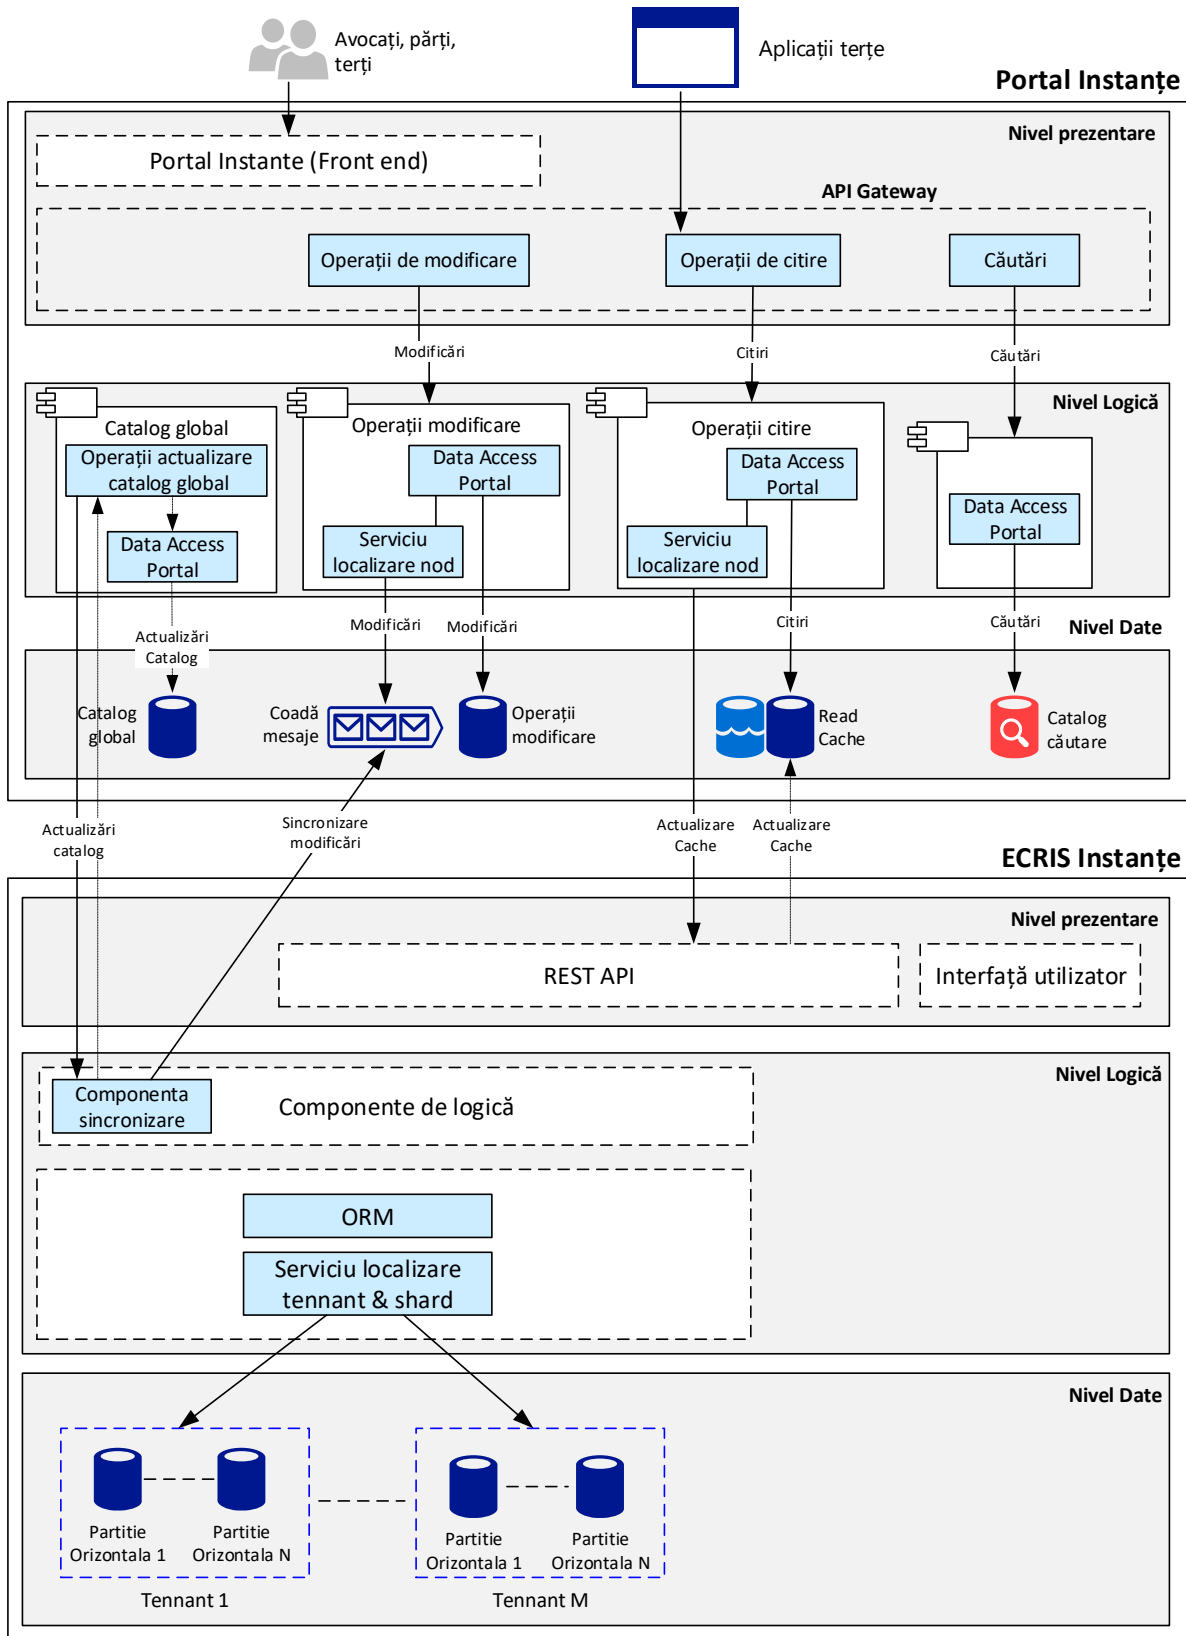 Avocați, părți,
terți
Aplicații terțe
Portal Instanțe
Nivel prezentare
Portal Instante (Front end)
API Gateway
Operații de modificare
Operații de citire
Căutări
Modificări
Citiri
Căutări
Nivel Logică
Catalog global
Operații actualizare
catalog global
Data Access
Portal
Operații modificare
Data Access
Portal
Serviciu
localizare nod
Operații citire
Data Access
Portal
Serviciu
localizare nod
Data Access
Portal
Nivel Date
Actualizări
Catalog
Modificări
Modificări
Citiri
Căutări
Catalog
global
Coadă
mesaje
Operații
modificare
Read
Cache
Catalog
căutare
Actualizări
catalog
Sincronizare
modificări
Actualizare
Cache
Actualizare
Cache
ECRIS Instanțe
Nivel prezentare
REST API
Interfață utilizator
Nivel Logică
Componenta
sincronizare
Componente de logică
ORM
Serviciu localizare
tennant & shard
Nivel Date
Partitie
Orizontala 1
Partitie
Orizontala N
Partitie
Orizontala 1
Partitie
Orizontala N
Tennant 1
Tennant M